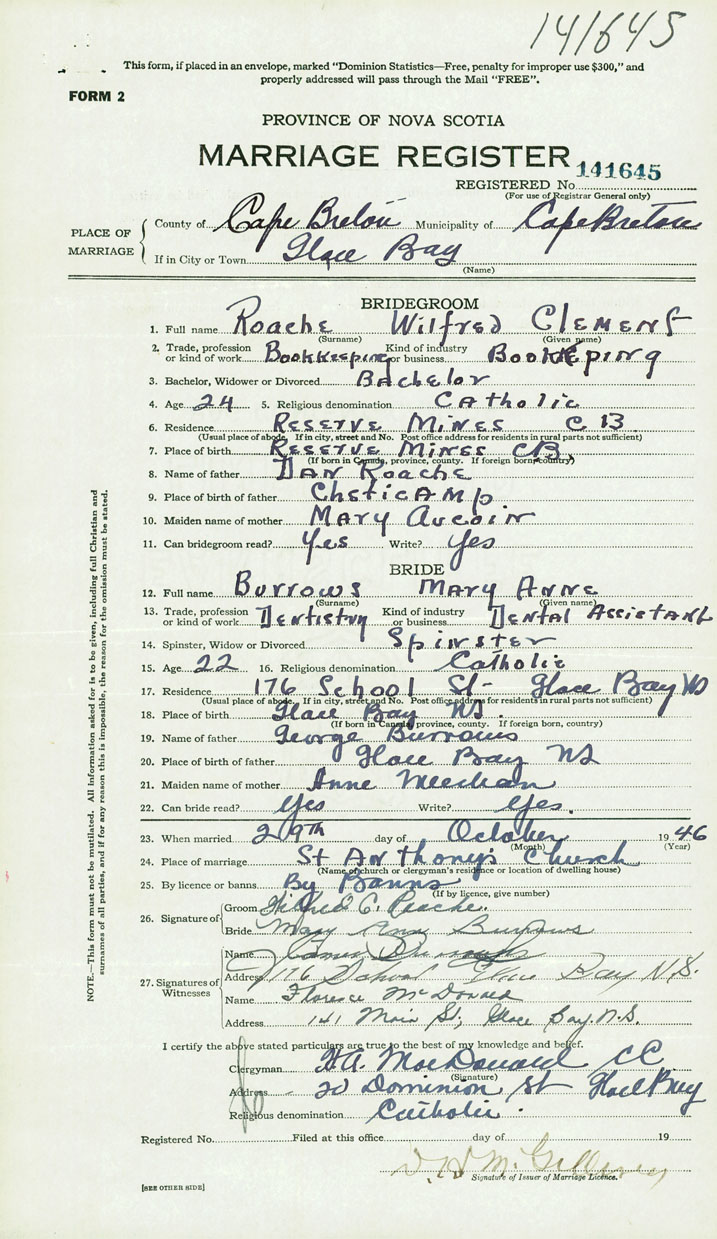 141645
This form, if placed in an envelope, marked “Dominion Statistics—Free, penalty for improper use $300,” and
properly addressed will pass through the Mail “FREE”.
FORM 2
PROVINCE OF NOVA SCOTIA
MARRIAGE REGISTER
REGISTERED No. 141645
(For use of Registrar General only)
PLACE OF MARRIAGE
County of Cape Breton Municipality of Cape Breton
If in City or Town Glace Bay
(Name)
BRIDEGROOM
1. Full name Roache Wilfred Clement
(Surname) (Given name)
2. Trade, profession or kind of work Bookkeeping Kind of industry or business Bookkeping
3. Bachelor, Widower or Divorced Bachelor
4. Age 24 5. Religious denomination Catholic
6. Residence Reserve Mines C B
(Usual place of abode. If in city, street and No. Post office address for residents in rural parts not sufficient)
7. Place of birth Reserve Mines CB
(If born in Canada, province, county. If foreign born, country)
8. Name of father Dan Roache
9. Place of birth of father Cheticamp
10. Maiden name of mother Mary Aucoin
11. Can bridegroom read? Yes Write? Yes
BRIDE
12. Full name Burrows Mary Anne
(Surname) (Given name)
13. Trade, profession or kind of work Dentistry Kind of industry or business Dental Assistant
14. Spinster, Widow or Divorced Spinster
15. Age 22 16. Religious denomination Catholic
17. Residence 176 School St Glace Bay NS
(Usual place of abode. If in city, street and No. Post office address for residents in rural parts not sufficient)
18. Place of birth Glace Bay NS.
(If born in Canada, province, county. If foreign born, country)
19. Name of father George Burrows
20. Place of birth of father Glace Bay NS
21. Maiden name of mother Anne Meechan
22. Can bride read? Yes Write? Yes.
23. When married 29th day of October 1946
(Month) (Year)
24. Place of marriage St Anthony's Church
(Name of church or clergyman's residence or location of dwelling house)
25. By licence or banns By Banns
(If by licence, give number)
26. Signature of
Groom Wilfred C. Roache.
Bride Mary Anne Burrows
27. Signatures of Witnesses
Name
Address 176 School Glace Bay N.S.
Name Florence McDonald
Address 141 Main St, Glace Bay. N.S.
I certify the above stated particulars are true to the best of my knowledge and belief.
Clergyman MacDonald CC
(Signature)
Address 20 Dominion St Glace Bay
Religious denomination Catholic.
Registered No. Filed at this office day of 19
Signature of Issuer of Marriage Licence.
[SEE OTHER SIDE]
NOTE.—This form must not be mutilated. All information asked for is to be given, including full Christian and
surnames of all parties, and if for any reason this is impossible, the reason for the omission must be stated.